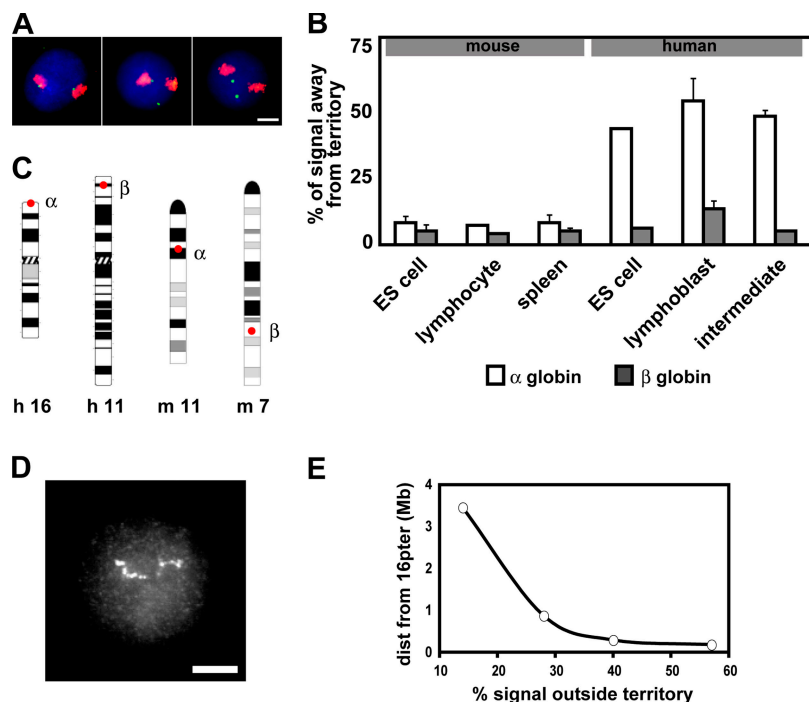 A
B
75
50
25
0
% of signal away
from territory
mouse
human
ES cell
lymphocyte
spleen
ES cell
lymphoblast
intermediate
α globin
β globin
C
α
β
α
β
h 16
h 11
m 11
m 7
D
E
4
3
2
1
0
dist from 16pter (Mb)
10
20
30
40
50
60
% signal outside territory